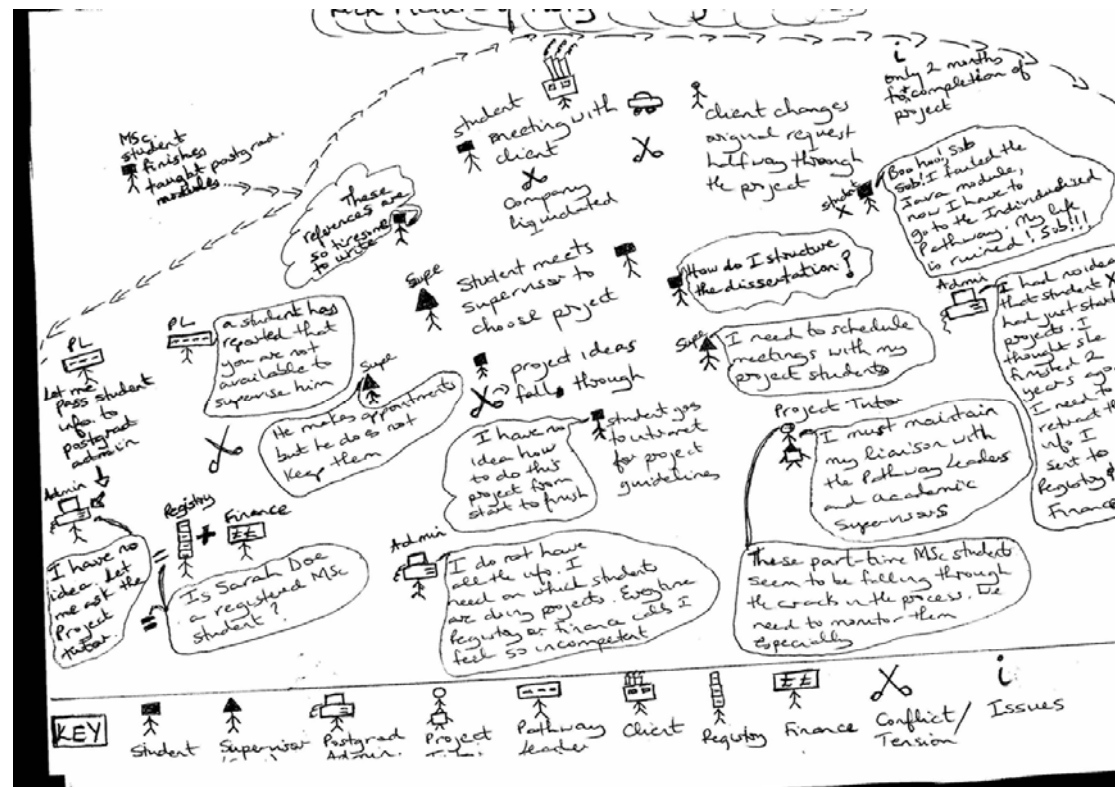 Rich Picture of
MSc
student
finishes
taught postgrad.
modules
student
meeting with
client
Company
liquidated
client changes
original request
half way through
the project
i
only 2 months
to completion of
project
These
references are
so tiresome
to write
student
X
Boo hoo! Sob
Sob! I failed the
Java module,
now I have to
go to the Individualised
Pathway. My life
is ruined! Sob!!!
PL
Let me
pass student
info. to
postgrad
admin
PL
a student has
reported that
you are not
available to
supervise him
Supe
He makes appointments
but he does not
keep them
Supe
Student meets
supervisor to
choose project
project ideas
fall through
How do I structure
the dissertation?
Supe
I need to schedule
meetings with my
project students
Admin
I had no idea
that student X
had just start
projects. I
thought she
finished 2
years ago
I need to
retract the
info I
sent to
Registry &
Finance
I have no
idea how
to do this
project from
start to finish
student goes
to intranet
for project
guidelines
Project Tutor
I must maintain
my liaison with
the Pathway Leaders
and academic
Supervisors
These part-time MSc students
seem to be falling through
the cracks in the process. We
need to monitor them
especially
Admin
I have no
idea. Let
me ask the
Project
tutor.
Registry
+
Finance
££
Is Sarah Doe
a registered MSc
student?
Admin
I do not have
all the info. I
need on which students
are doing projects. Everytime
Registry or Finance calls I
feel so incompetent
KEY
Student
Supervisor
Postgrad
Admin.
Project
Pathway
Leader
Client
Registry
££
Finance
Conflict/
Tension
i
Issues